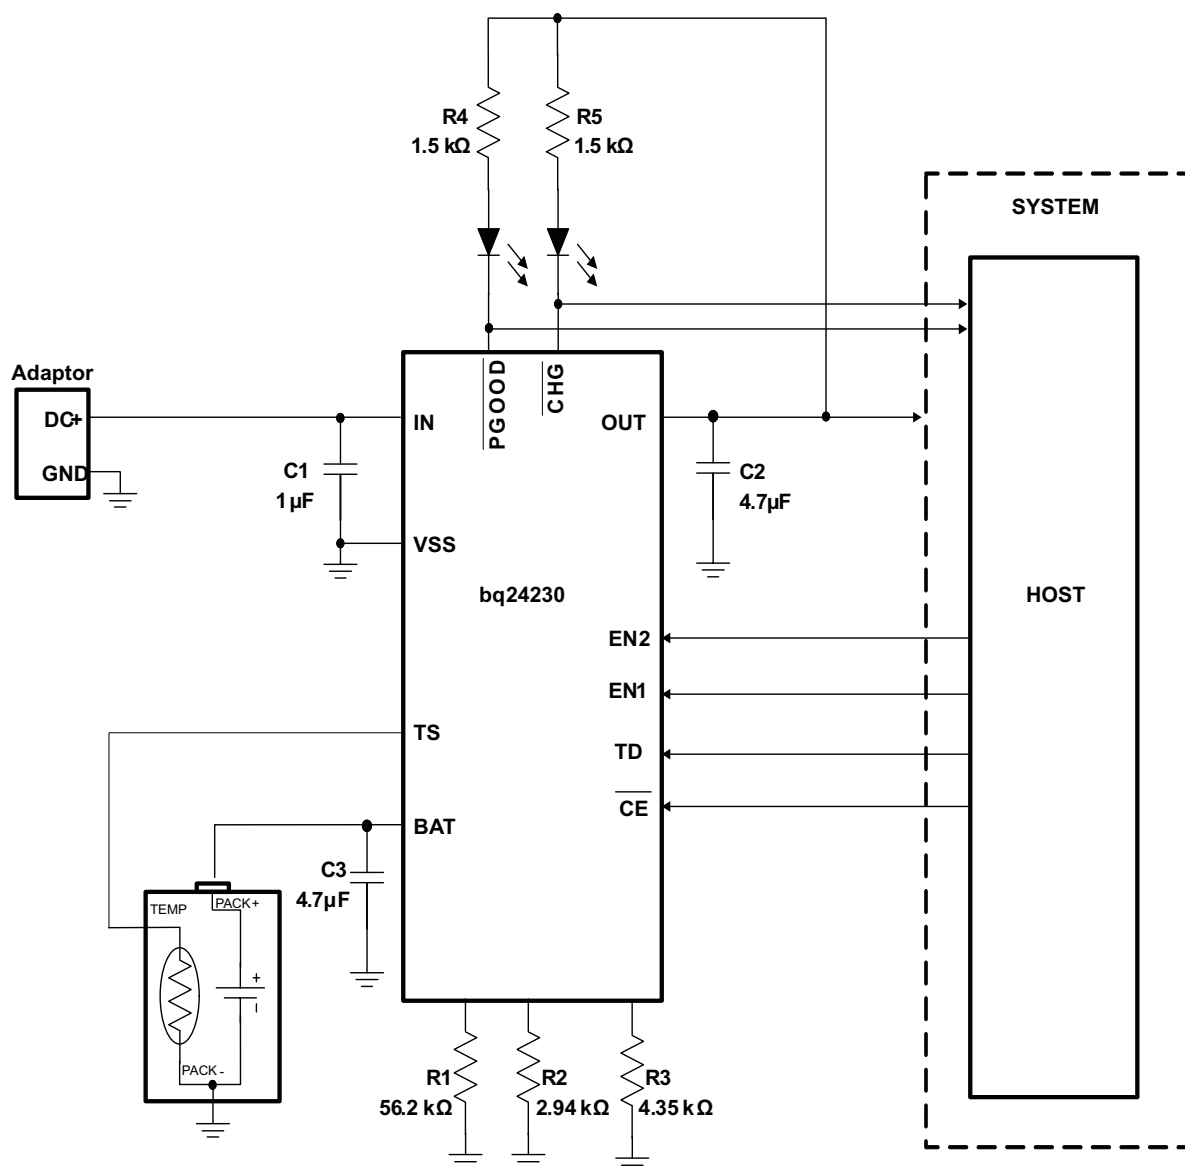 R4
1.5 kΩ
R5
1.5 kΩ
SYSTEM
Adaptor
DC+
GND
C1
1µF
IN
PGOOD
CHG
OUT
C2
4.7µF
VSS
bq24230
HOST
EN2
EN1
TS
TD
CE
BAT
C3
4.7µF
TEMP
PACK+
+
-
PACK-
R1
56.2 kΩ
R2
2.94 kΩ
R3
4.35 kΩ